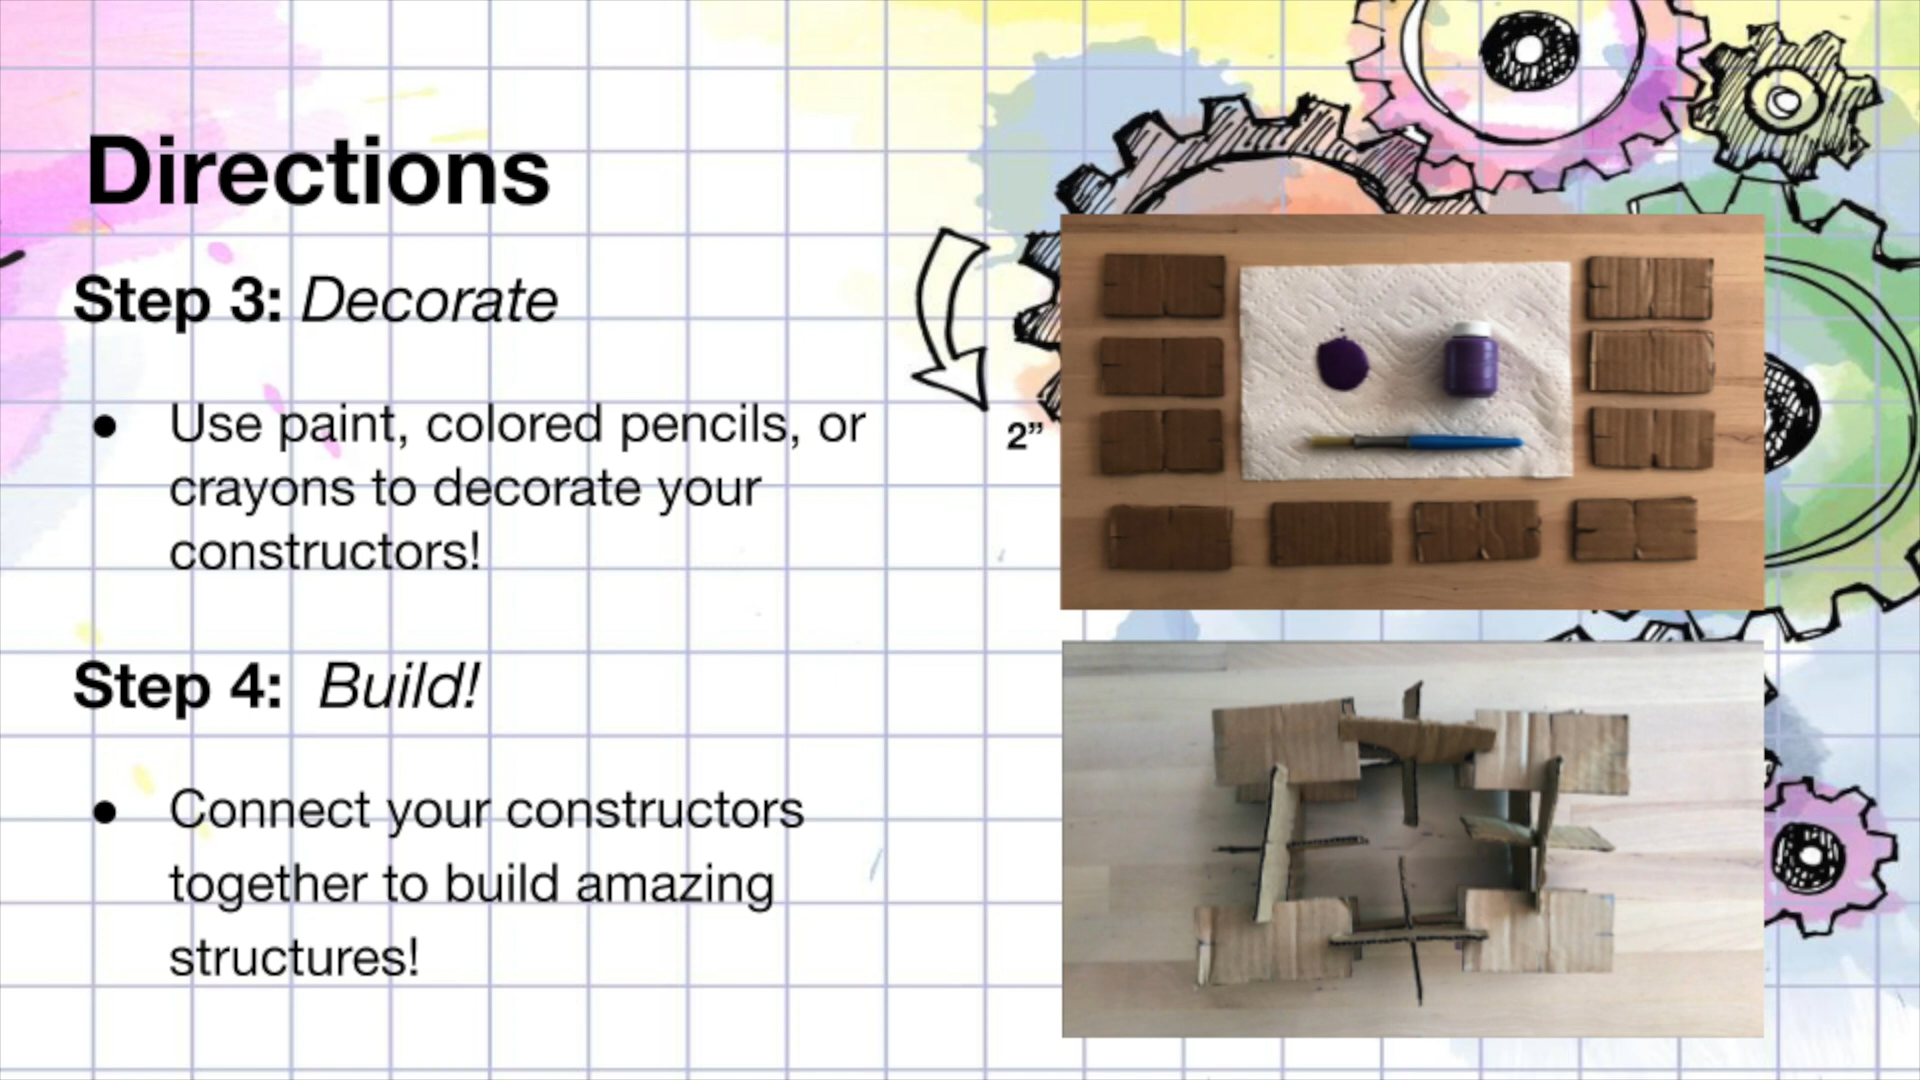 Directions
Step 3: Decorate
● Use paint, colored pencils, or
crayons to decorate your
constructors!
2”
Step 4: Build!
● Connect your constructors
together to build amazing
structures!